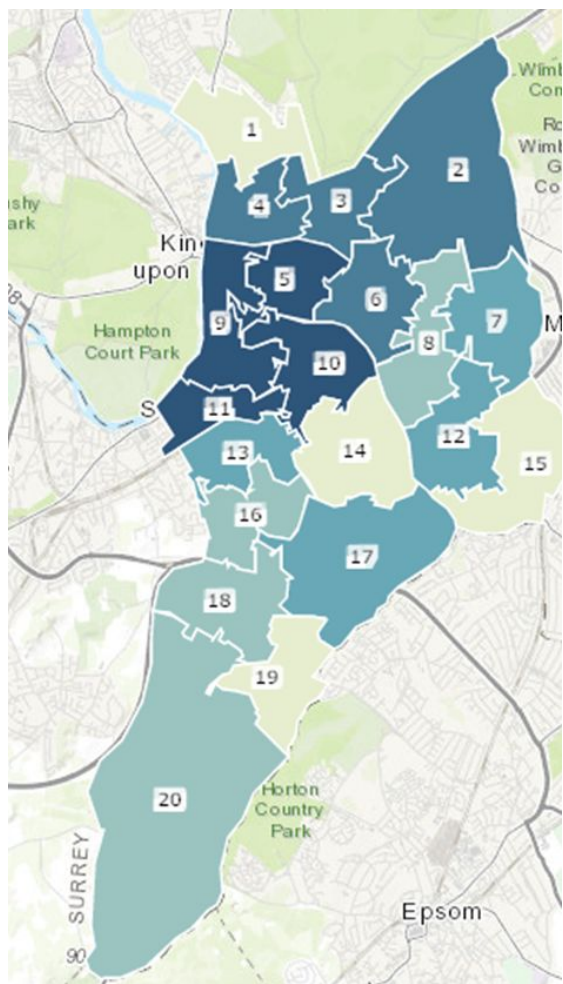 Wimb
Com
1
Ro
Wimb
G
Co
2
3
4
shy
ark
Kin
upon
5
6
7
8
9
M
Hampton
Court Park
10
S
11
12
13
14
15
16
17
18
19
20
Horton
Country
Park
SURREY
Epsom
90